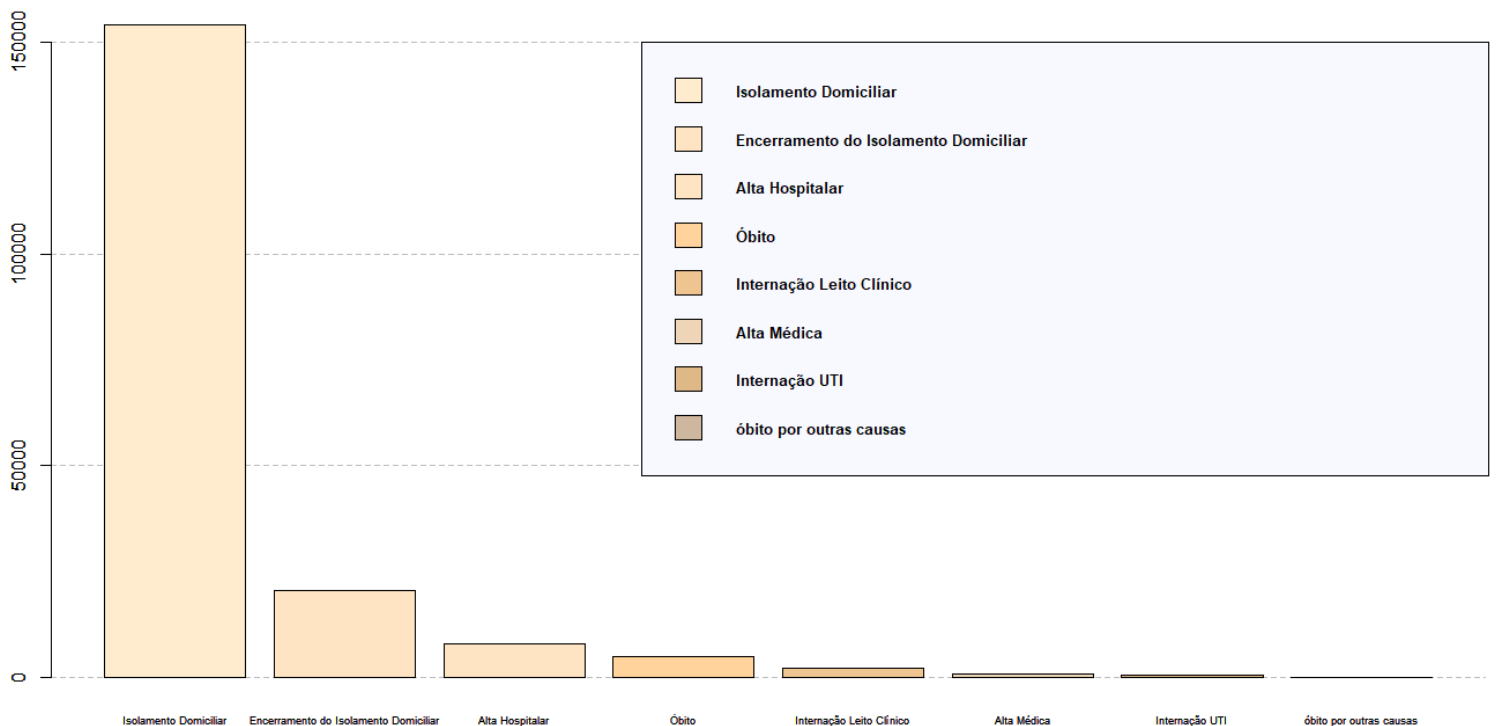 150000
100000
50000
0
Isolamento Domiciliar
Encerramento do Isolamento Domiciliar
Alta Hospitalar
Óbito
Internação Leito Clínico
Alta Médica
Internação UTI
óbito por outras causas
Isolamento Domiciliar Encerramento do Isolamento Domiciliar Alta Hospitalar Óbito Internação Leito Clínico Alta Médica Internação UTI óbito por outras causas